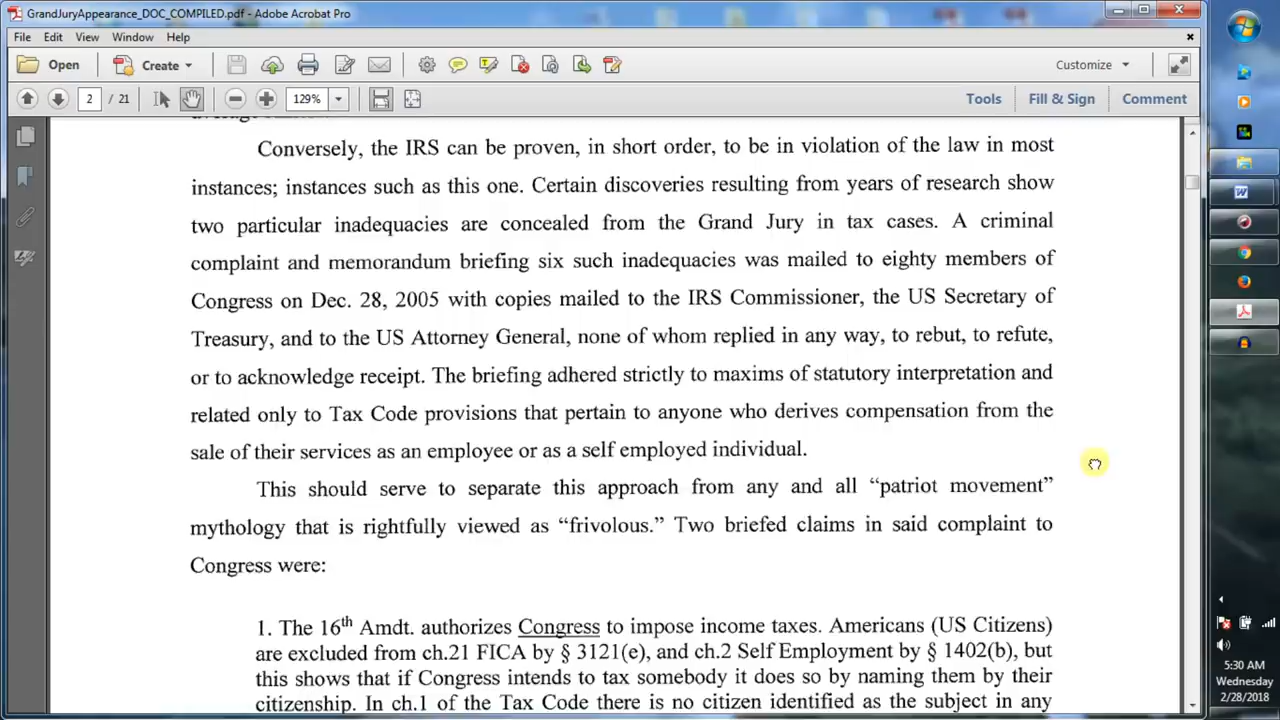 GrandJuryAppearance_DOC_COMPILED.pdf - Adobe Acrobat Pro
File Edit View Window Help
Open Create Customize
2 / 21 129% Tools Fill & Sign Comment
Conversely, the IRS can be proven, in short order, to be in violation of the law in most
instances; instances such as this one. Certain discoveries resulting from years of research show
two particular inadequacies are concealed from the Grand Jury in tax cases. A criminal
complaint and memorandum briefing six such inadequacies was mailed to eighty members of
Congress on Dec. 28, 2005 with copies mailed to the IRS Commissioner, the US Secretary of
Treasury, and to the US Attorney General, none of whom replied in any way, to rebut, to refute,
or to acknowledge receipt. The briefing adhered strictly to maxims of statutory interpretation and
related only to Tax Code provisions that pertain to anyone who derives compensation from the
sale of their services as an employee or as a self employed individual.
This should serve to separate this approach from any and all “patriot movement”
mythology that is rightfully viewed as “frivolous.” Two briefed claims in said complaint to
Congress were:
1. The 16th Amdt. authorizes Congress to impose income taxes. Americans (US Citizens)
are excluded from ch.21 FICA by § 3121(e), and ch.2 Self Employment by § 1402(b), but
this shows that if Congress intends to tax somebody it does so by naming them by their
citizenship. In ch.1 of the Tax Code there is no citizen identified as the subject in any
5:30 AM
Wednesday
2/28/2018